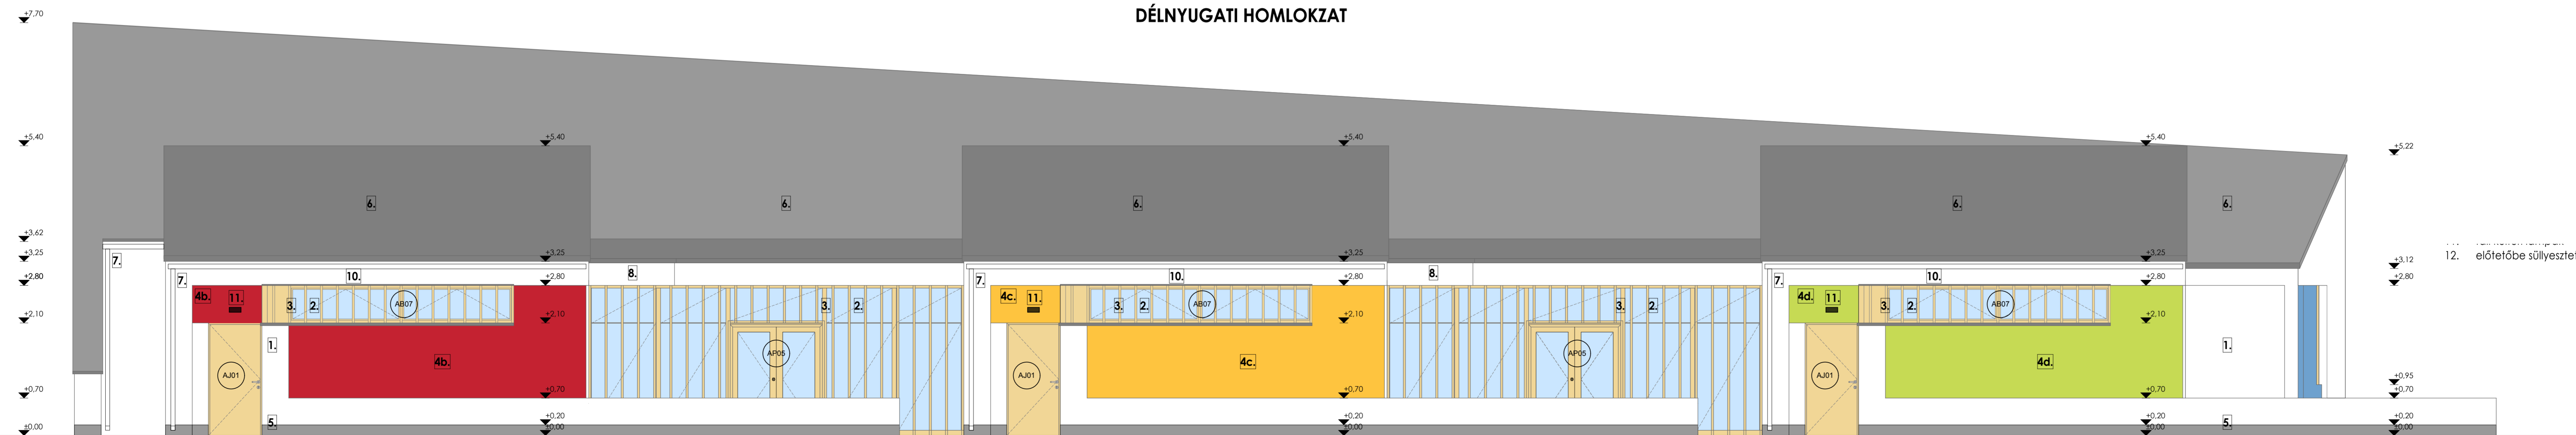 DÉLNYUGATI HOMLOKZAT
+7,70
+5,40 +5,40 +5,40 +5,40 +5,22
6. 6. 6. 6. 6.
+3,62
+3,25 +3,25 +3,25 +3,25
7. 8. 8.
12. előtetőbe süllyesztet
+3,12
+2,80 7. 10. +2,80 7. 10. +2,80 7. 10. +2,80 +2,80
4b. 11. 3. 2. AB07 3. 2. 4c. 11. 3. 2. AB07 3. 2. 4d. 11. 3. 2. AB07
+2,10 +2,10 +2,10 +2,10
1. 1.
4b. AP05 4c. AP05 4d.
AJ01 AJ01 AJ01
+0,95
+0,70 +0,70 +0,70 +0,70 +0,70
+0,20 +0,20 +0,20 +0,20
5. 5.
±0,00 ±0,00 ±0,00 ±0,00 ±0,00